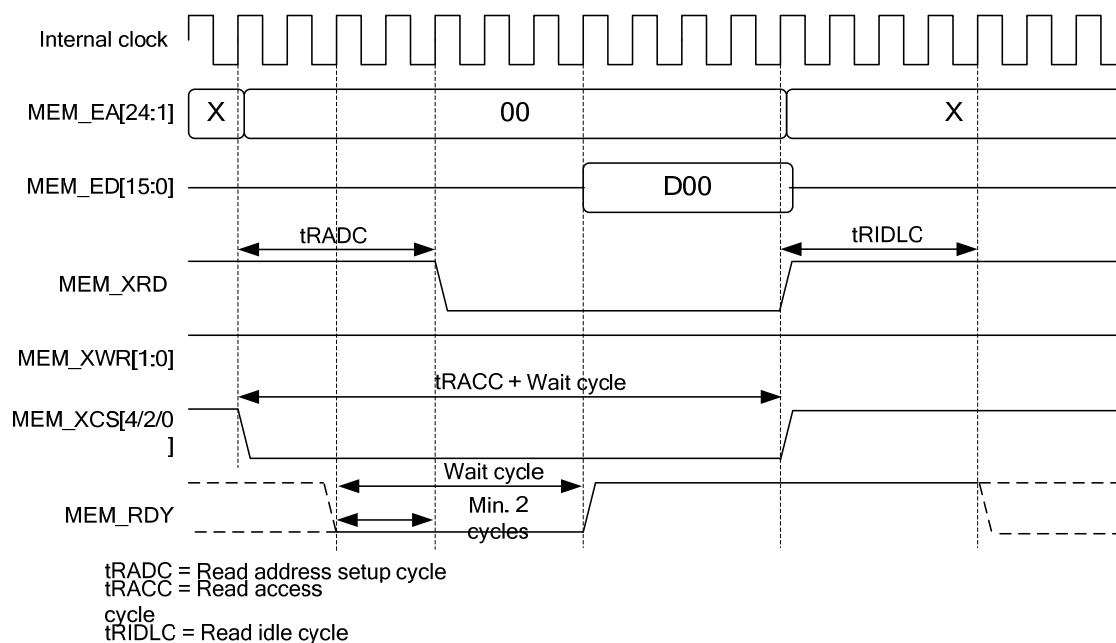 Internal clock
MEM_EA[24:1]
X
00
X
MEM_ED[15:0]
D00
tRADC
tRIDLC
MEM_XRD
MEM_XWR[1:0]
tRACC + Wait cycle
MEM_XCS[4/2/0
]
Wait cycle
MEM_RDY
Min. 2
cycles
tRADC = Read address setup cycle
tRACC = Read access
cycle
tRIDLC = Read idle cycle